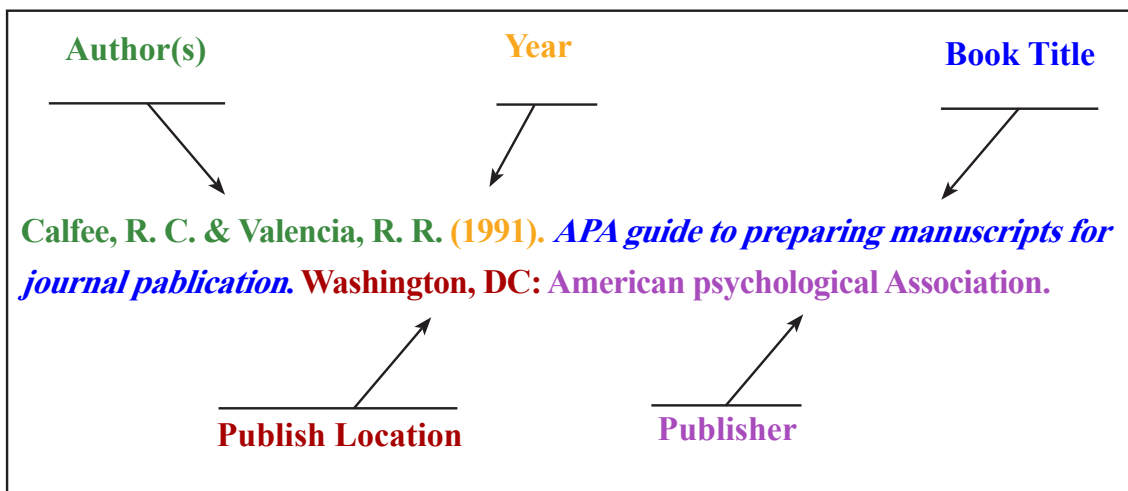 Author(s) Year Book Title
Calfee, R. C. & Valencia, R. R. (1991). APA guide to preparing manuscripts for
journal pablication. Washington, DC: American psychological Association.
Publish Location Publisher